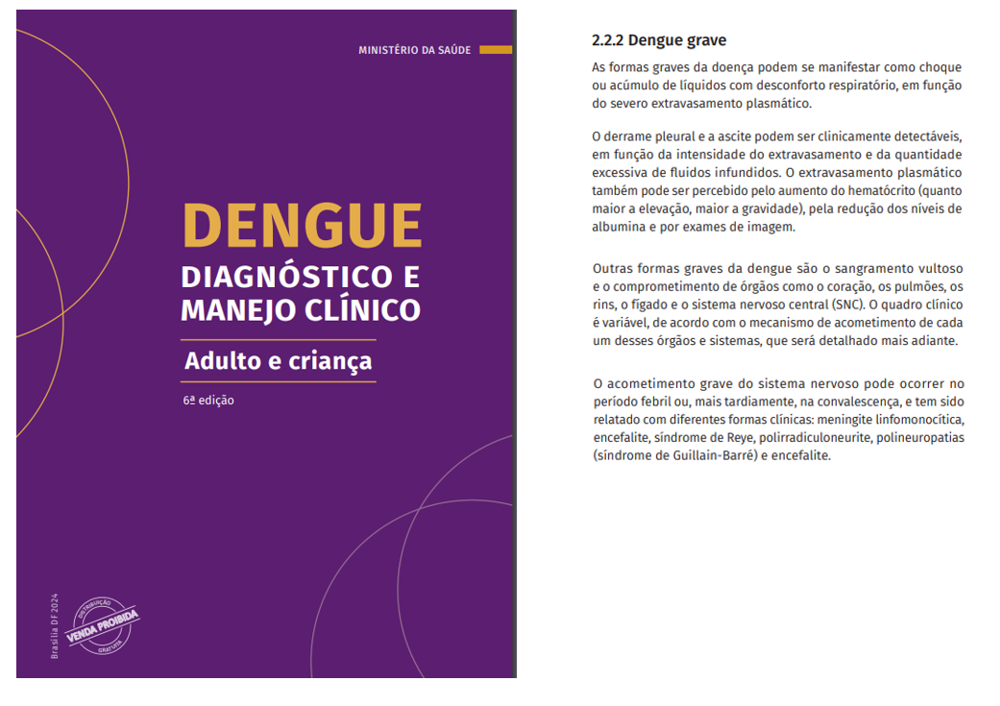 MINISTÉRIO DA SAÚDE
DENGUE
DIAGNÓSTICO E
MANEJO CLÍNICO
Adulto e criança
6ª edição
Brasília DF 2024
DISTRIBUIÇÃO
VENDA PROIBIDA
GRATUITA
2.2.2 Dengue grave
As formas graves da doença podem se manifestar como choque
ou acúmulo de líquidos com desconforto respiratório, em função
do severo extravasamento plasmático.
O derrame pleural e a ascite podem ser clinicamente detectáveis,
em função da intensidade do extravasamento e da quantidade
excessiva de fluidos infundidos. O extravasamento plasmático
também pode ser percebido pelo aumento do hematócrito (quanto
maior a elevação, maior a gravidade), pela redução dos níveis de
albumina e por exames de imagem.
Outras formas graves da dengue são o sangramento vultoso
e o comprometimento de órgãos como o coração, os pulmões, os
rins, o fígado e o sistema nervoso central (SNC). O quadro clínico
é variável, de acordo com o mecanismo de acometimento de cada
um desses órgãos e sistemas, que será detalhado mais adiante.
O acometimento grave do sistema nervoso pode ocorrer no
período febril ou, mais tardiamente, na convalescença, e tem sido
relatado com diferentes formas clínicas: meningite linfomonocítica,
encefalite, síndrome de Reye, polirradiculoneurite, polineuropatias
(síndrome de Guillain-Barré) e encefalite.